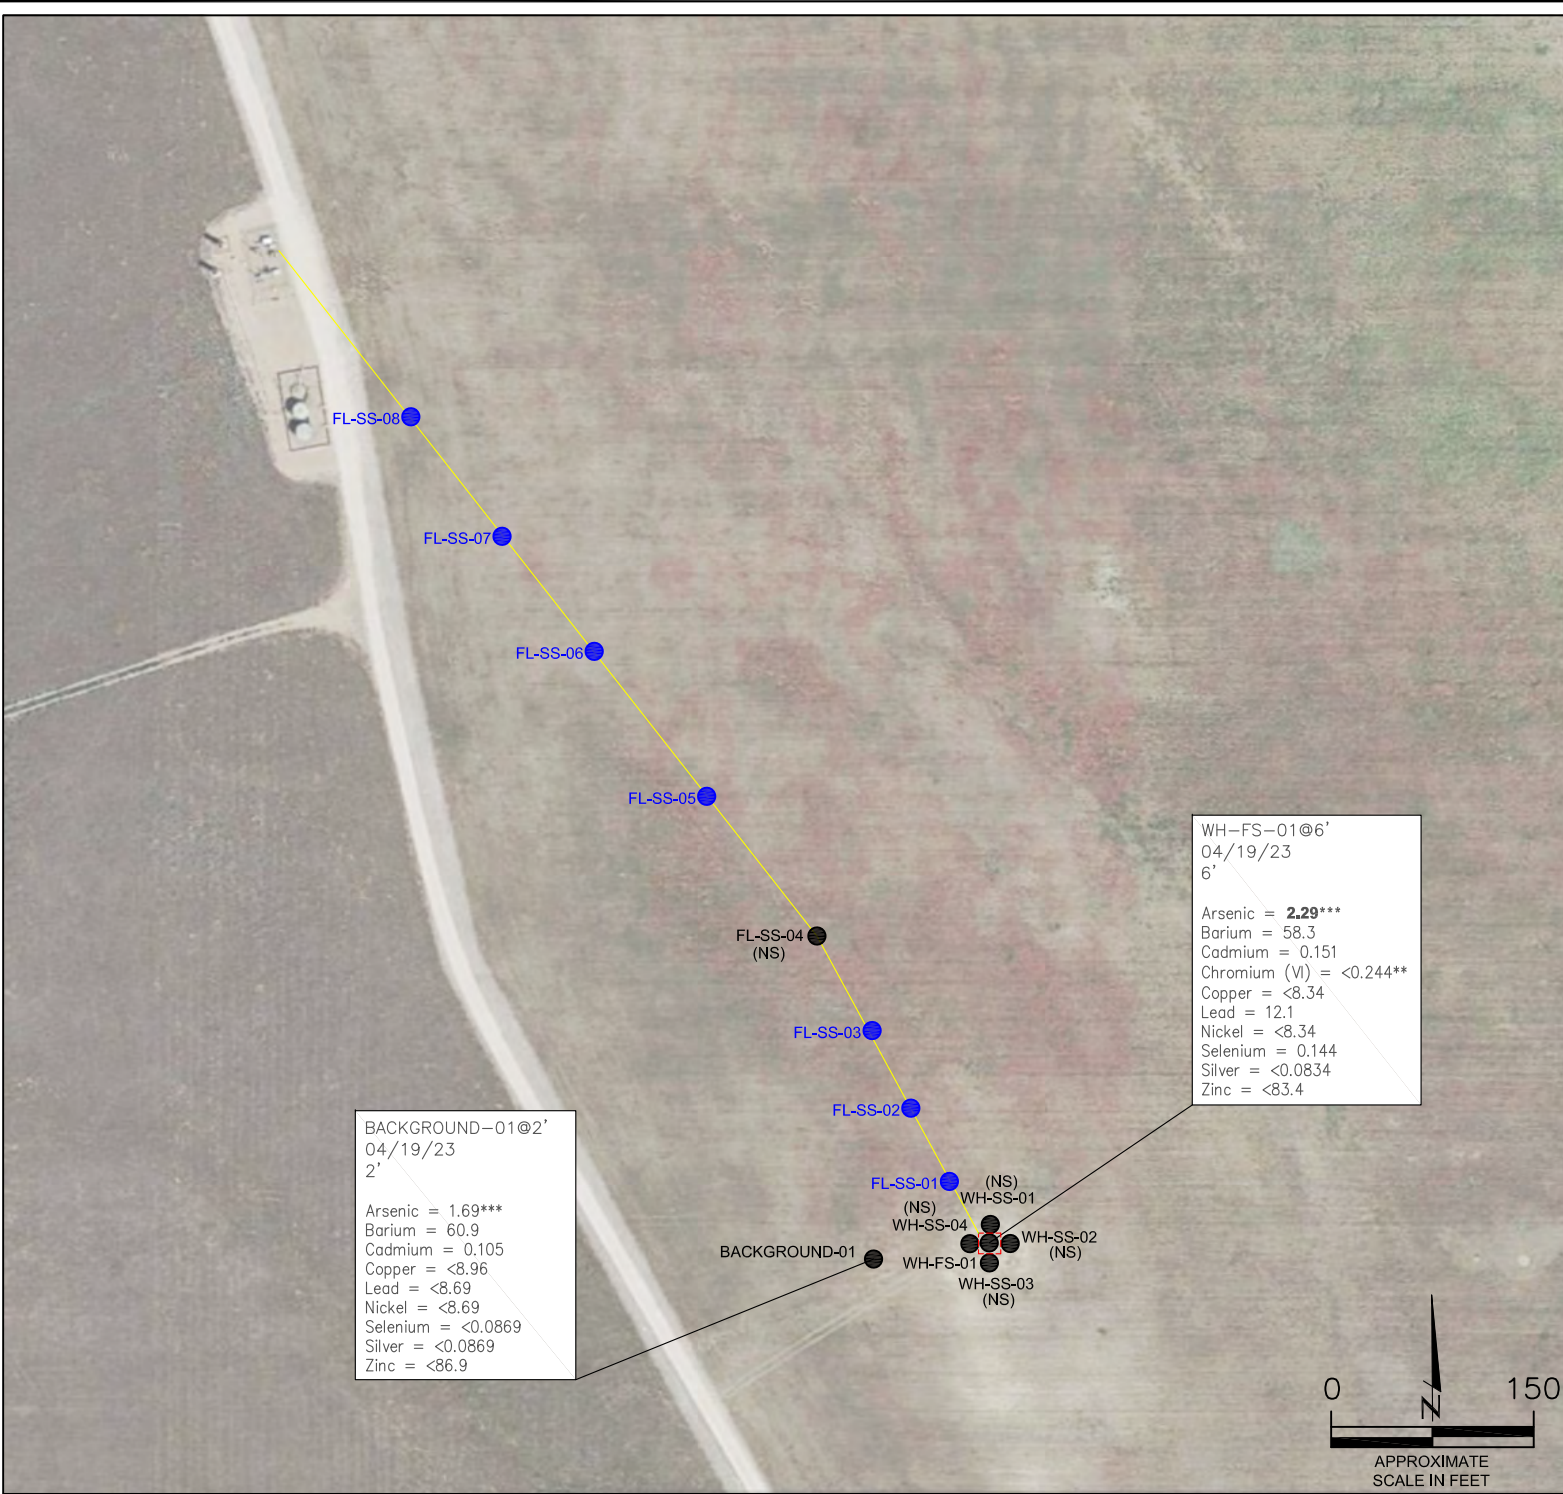 FL-SS-08
FL-SS-07
FL-SS-06
FL-SS-05
FL-SS-04
(NS)
FL-SS-03
FL-SS-02
FL-SS-01
(NS)
WH-SS-01
(NS)
WH-SS-04
WH-SS-02
(NS)
WH-FS-01
WH-SS-03
(NS)
BACKGROUND-01
WH-FS-01@6'
04/19/23
6'
Arsenic = 2.29***
Barium = 58.3
Cadmium = 0.151
Chromium (VI) = <0.244**
Copper = <8.34
Lead = 12.1
Nickel = <8.34
Selenium = 0.144
Silver = <0.0834
Zinc = <83.4
BACKGROUND-01@2'
04/19/23
2'
Arsenic = 1.69***
Barium = 60.9
Cadmium = 0.105
Copper = <8.96
Lead = <8.69
Nickel = <8.69
Selenium = <0.0869
Silver = <0.0869
Zinc = <86.9
N
0 150
APPROXIMATE
SCALE IN FEET